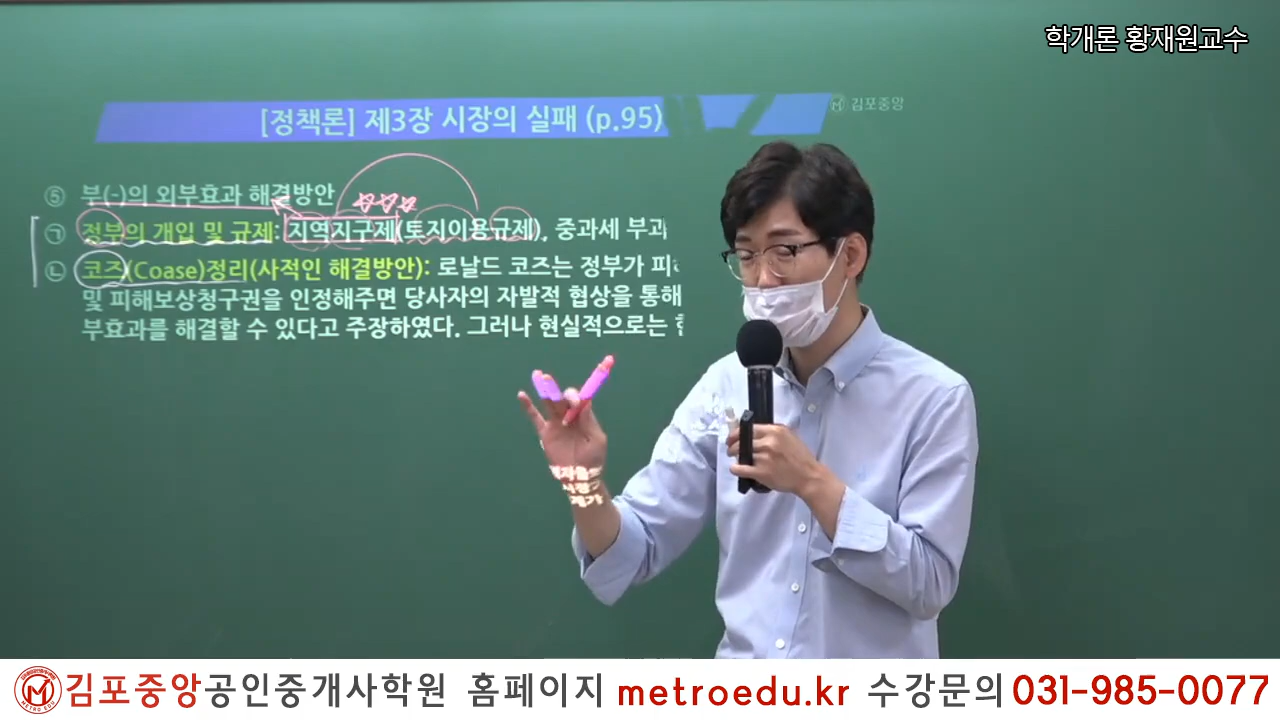 학개론 황재원교수
[정책론] 제3장 시장의 실패 (p.95)
김포중앙
⑤ 부(-)의 외부효과 해결방안
㉠ 정부의 개입 및 규제: 지역지구제(토지이용규제), 중과세 부과
㉡ 코즈(Coase)정리(사적인 해결방안): 로날드 코즈는 정부가
및 피해보상청구권을 인정해주면 당사자의 자발적 협상을 통해
부효과를 해결할 수 있다고 주장하였다. 그러나 현실적으로는
METRO EDU
김포중앙공인중개사학원 홈페이지 metroedu.kr 수강문의 031-985-0077